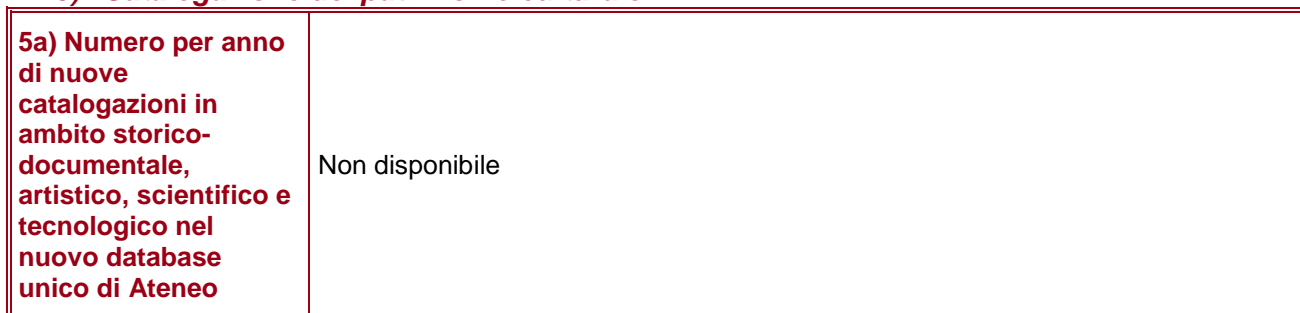 5a) Numero per anno
di nuove
catalogazioni in
ambito storico-
documentale,
artistico, scientifico e
tecnologico nel
nuovo database
unico di Ateneo
Non disponibile